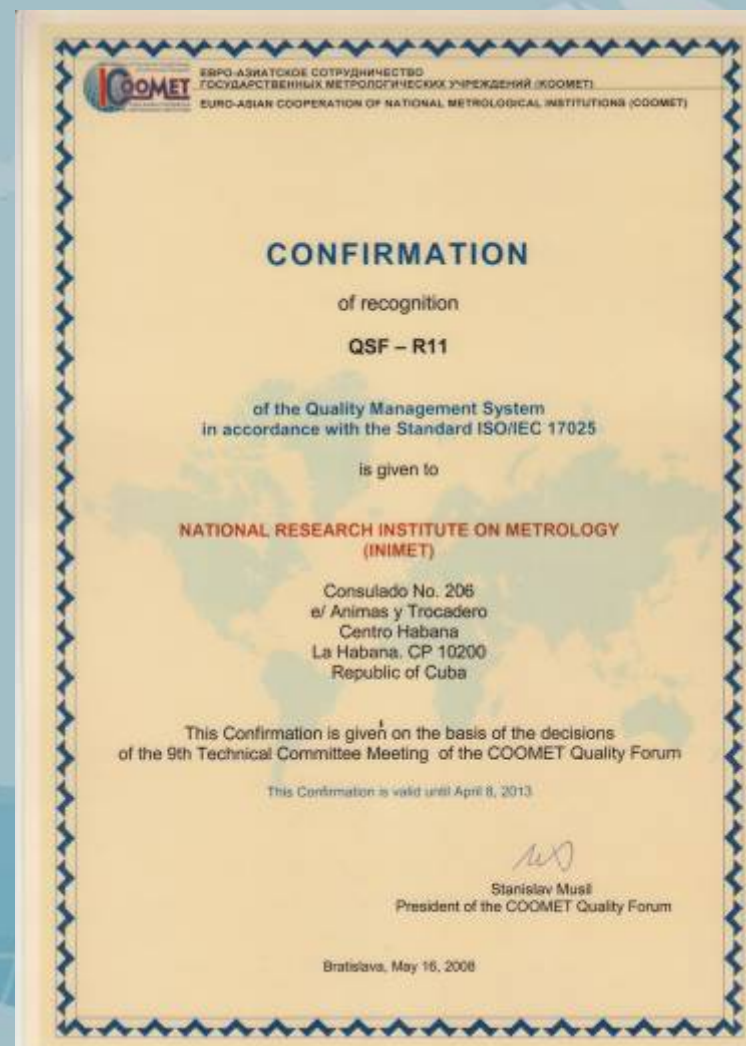 COOMET
ЕВРО-АЗИАТСКОЕ СОТРУДНИЧЕСТВО
ГОСУДАРСТВЕННЫХ МЕТРОЛОГИЧЕСКИХ УЧРЕЖДЕНИЙ (КООМЕТ)
EURO-ASIAN COOPERATION OF NATIONAL METROLOGICAL INSTITUTIONS (COOMET)
CONFIRMATION
of recognition
QSF – R11
of the Quality Management System
in accordance with the Standard ISO/IEC 17025
is given to
NATIONAL RESEARCH INSTITUTE ON METROLOGY
(INIMET)
Consulado No. 206
e/ Animas y Trocadero
Centro Habana
La Habana. CP 10200
Republic of Cuba
This Confirmation is given on the basis of the decisions
of the 9th Technical Committee Meeting of the COOMET Quality Forum
This Confirmation is valid until April 8, 2013
Stanislav Musil
President of the COOMET Quality Forum
Bratislava, May 16, 2008